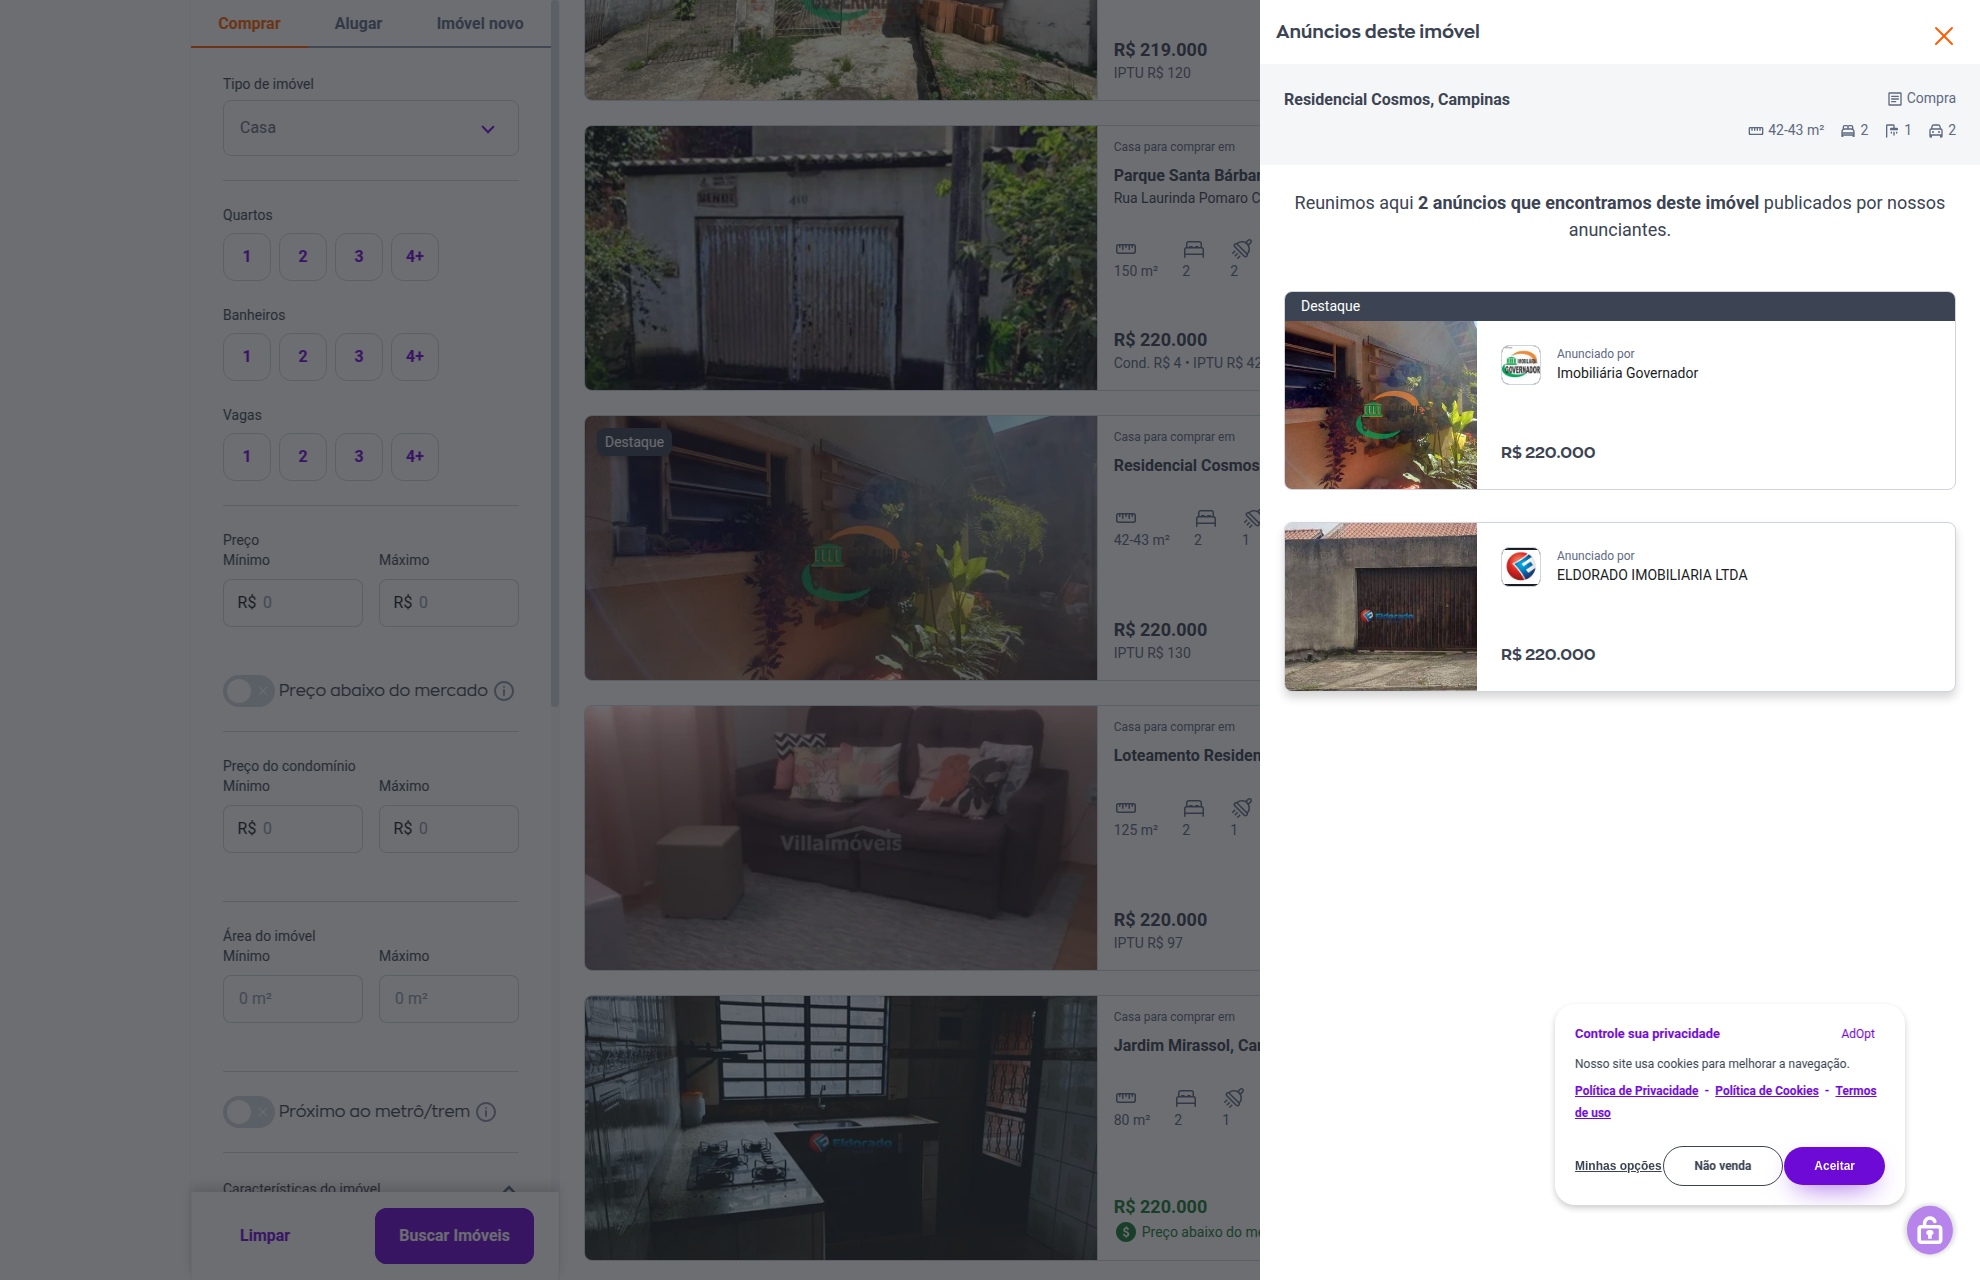 Comprar
Alugar
Imóvel novo
Tipo de imóvel
Casa
Quartos
1
2
3
4+
Banheiros
1
2
3
4+
Vagas
1
2
3
4+
Preço
Mínimo
Máximo
R$ 0
R$ 0
Preço abaixo do mercado
Preço do condomínio
Mínimo
Máximo
R$ 0
R$ 0
Área do imóvel
Mínimo
Máximo
0 m²
0 m²
Próximo ao metrô/trem
Características do imóvel
Limpar
Buscar Imóveis
R$ 219.000
IPTU R$ 120
Casa para comprar em
Parque Santa Bárbar
Rua Laurinda Pomaro C
150 m²
2
2
R$ 220.000
Cond. R$ 4 • IPTU R$ 42
Destaque
Casa para comprar em
Residencial Cosmos
42-43 m²
2
1
R$ 220.000
IPTU R$ 130
Villaimóveis
Casa para comprar em
Loteamento Residen
125 m²
2
1
R$ 220.000
IPTU R$ 97
Eldorado
Casa para comprar em
Jardim Mirassol, Ca
80 m²
2
1
R$ 220.000
Preço abaixo do me
Anúncios deste imóvel
Residencial Cosmos, Campinas
Compra
42-43 m²
2
1
2
Reunimos aqui 2 anúncios que encontramos deste imóvel publicados por nossos
anunciantes.
Destaque
IMOBILIÁRIA
GOVERNADOR
Anunciado por
Imobiliária Governador
R$ 220.000
Eldorado
Anunciado por
ELDORADO IMOBILIARIA LTDA
R$ 220.000
Controle sua privacidade
AdOpt
Nosso site usa cookies para melhorar a navegação.
Política de Privacidade - Política de Cookies - Termos
de uso
Minhas opções
Não venda
Aceitar